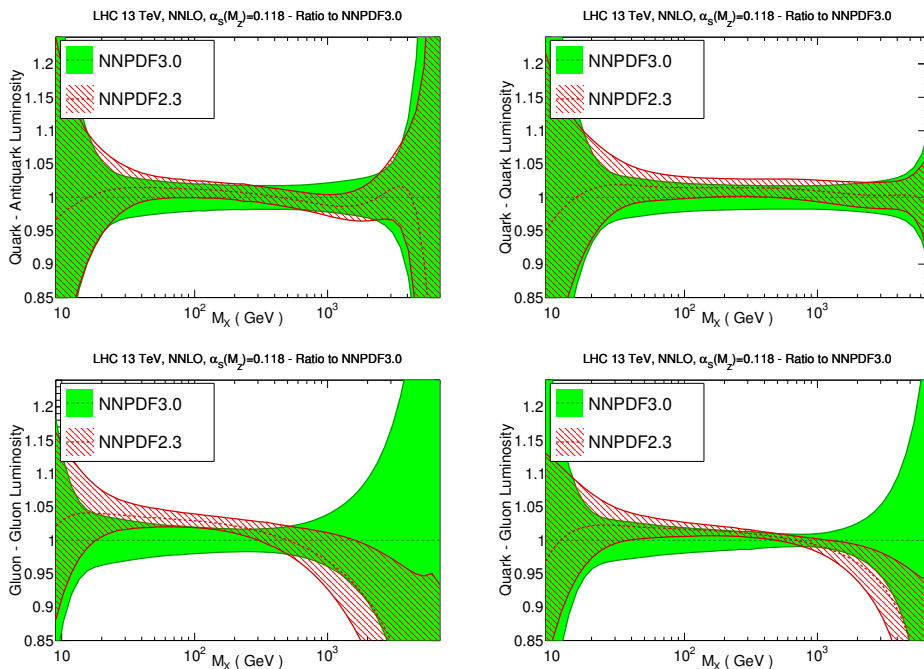 LHC 13 TeV, NNLO, αs(Mz)=0.118 - Ratio to NNPDF3.0
Quark - Antiquark Luminosity
1.2
1.15
1.1
1.05
1
0.95
0.9
0.85
NNPDF3.0
NNPDF2.3
10
10²
10³
MX ( GeV )
LHC 13 TeV, NNLO, αs(Mz)=0.118 - Ratio to NNPDF3.0
Quark - Quark Luminosity
1.2
1.15
1.1
1.05
1
0.95
0.9
0.85
NNPDF3.0
NNPDF2.3
10
10²
10³
MX ( GeV )
LHC 13 TeV, NNLO, αs(Mz)=0.118 - Ratio to NNPDF3.0
Gluon - Gluon Luminosity
1.2
1.15
1.1
1.05
1
0.95
0.9
0.85
NNPDF3.0
NNPDF2.3
10
10²
10³
MX ( GeV )
LHC 13 TeV, NNLO, αs(Mz)=0.118 - Ratio to NNPDF3.0
Quark - Gluon Luminosity
1.2
1.15
1.1
1.05
1
0.95
0.9
0.85
NNPDF3.0
NNPDF2.3
10
10²
10³
MX ( GeV )